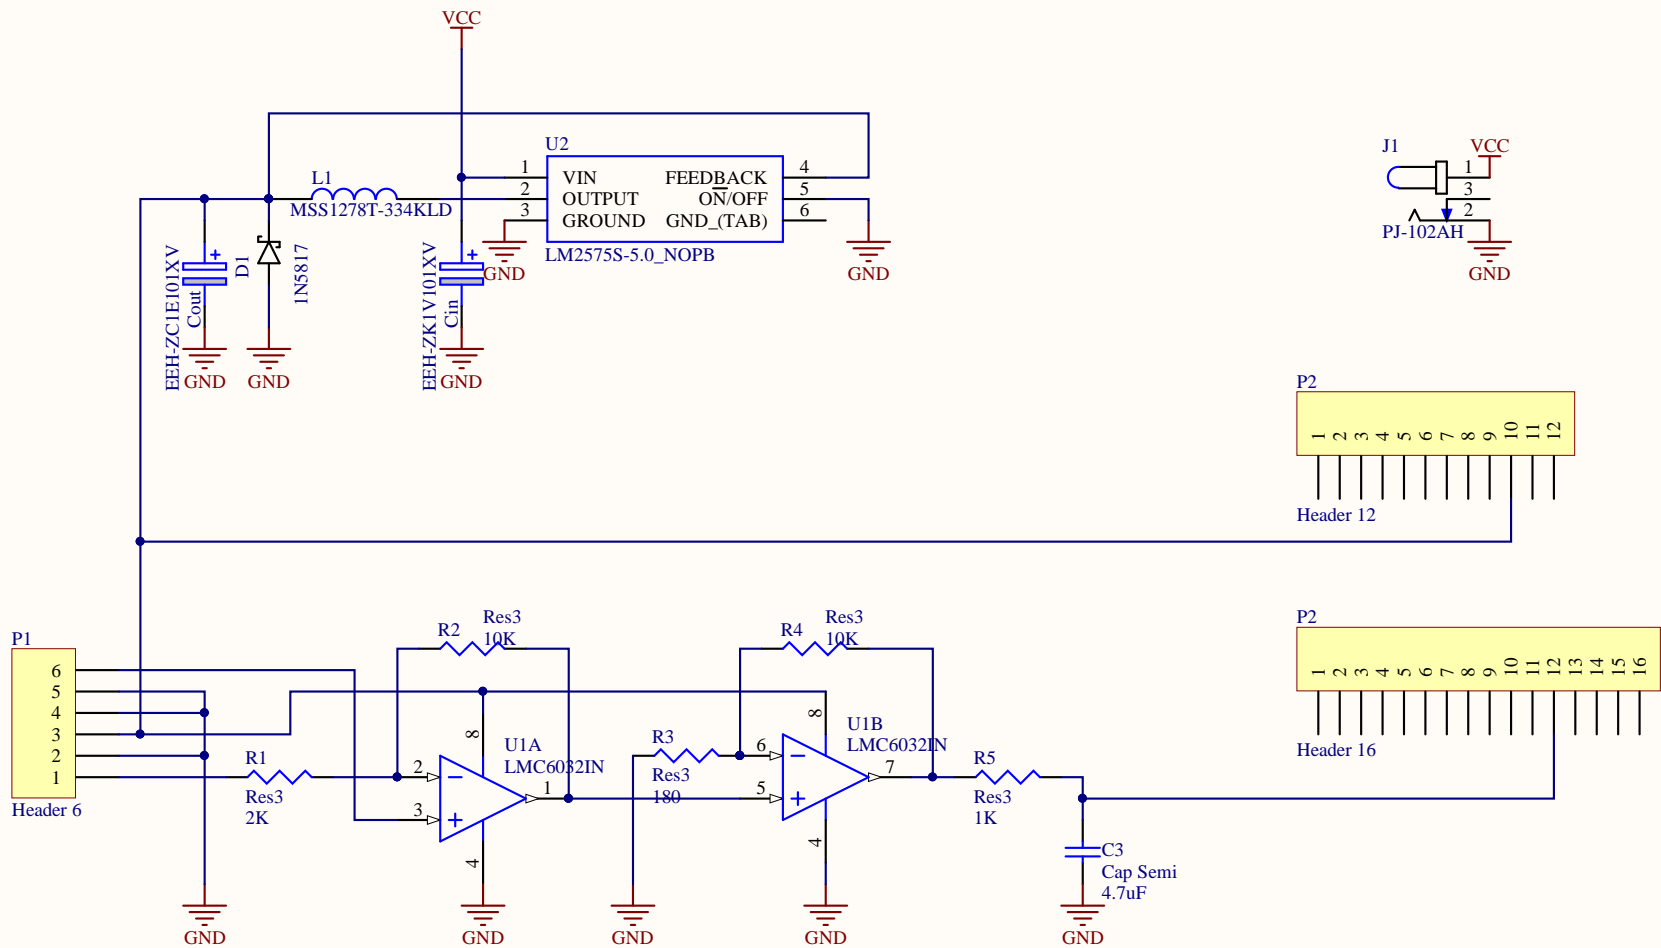 VCC
U2
1
VIN
FEEDBACK
4
2
OUTPUT
ON/OFF
5
3
GROUND
GND_(TAB)
6
LM2575S-5.0_NOPB
GND
GND
L1
MSS1278T-334KLD
EEH-ZC1E101XV
Cout
+
D1
1N5817
EEH-ZK1V101XV
Cin
+
GND
GND
GND
J1
VCC
1
3
2
PJ-102AH
GND
P2
1 2 3 4 5 6 7 8 9 10 11 12
Header 12
P1
6
5
4
3
2
1
Header 6
GND
R1
Res3
2K
R2
Res3
10K
8
U1A
LMC6032IN
2
3
1
4
GND
R3
Res3
180
GND
R4
Res3
10K
8
U1B
LMC6032IN
6
5
7
4
GND
R5
Res3
1K
C3
Cap Semi
4.7uF
GND
P2
1 2 3 4 5 6 7 8 9 10 11 12 13 14 15 16
Header 16